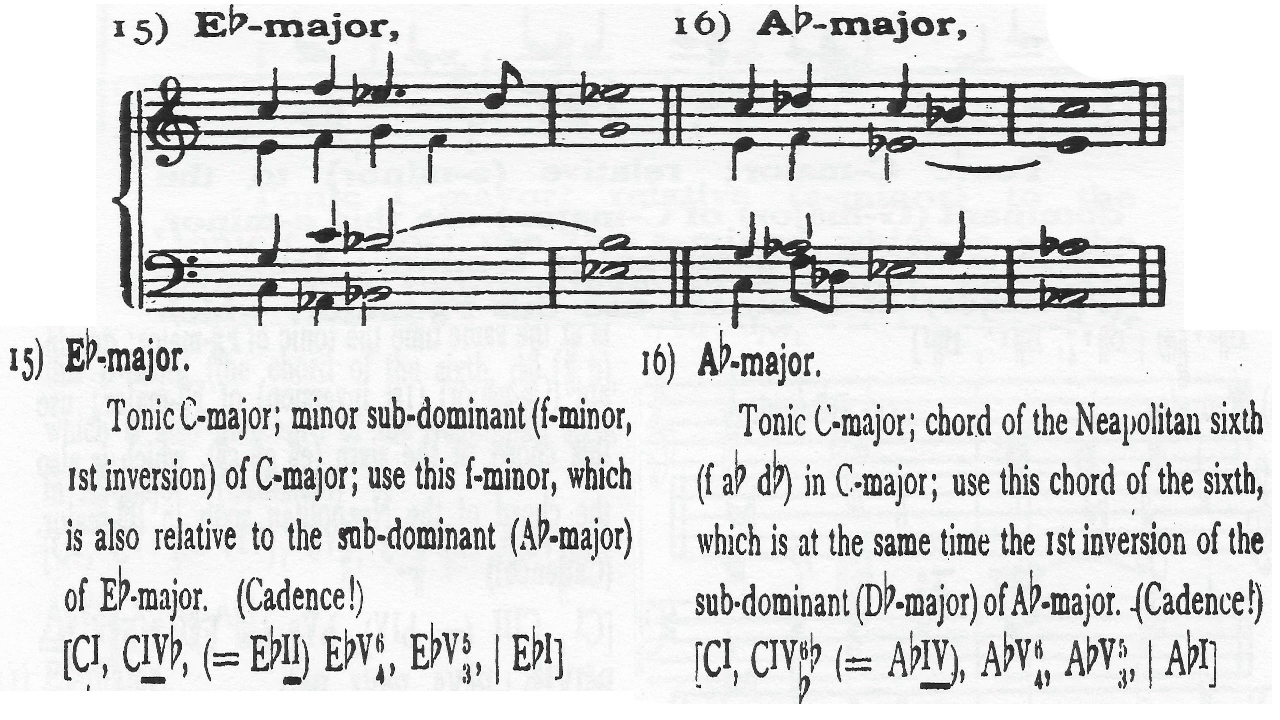 15) E♭-major,
16) A♭-major,
15) E♭-major.
Tonic C-major; minor sub-dominant (f-minor,
1st inversion) of C-major; use this f-minor, which
is also relative to the sub-dominant (A♭-major)
of E♭-major. (Cadence!)
[CI, CIV♭, (= E♭II) E♭V⁶₄, E♭V⁵₃, | E♭I]
16) A♭-major.
Tonic C-major; chord of the Neapolitan sixth
(f a♭ d♭) in C-major; use this chord of the sixth,
which is at the same time the 1st inversion of the
sub-dominant (D♭-major) of A♭-major. (Cadence!)
[CI, CIV⁶♭♭ (= A♭IV), A♭V⁶₄, A♭V⁵₃, | A♭I]